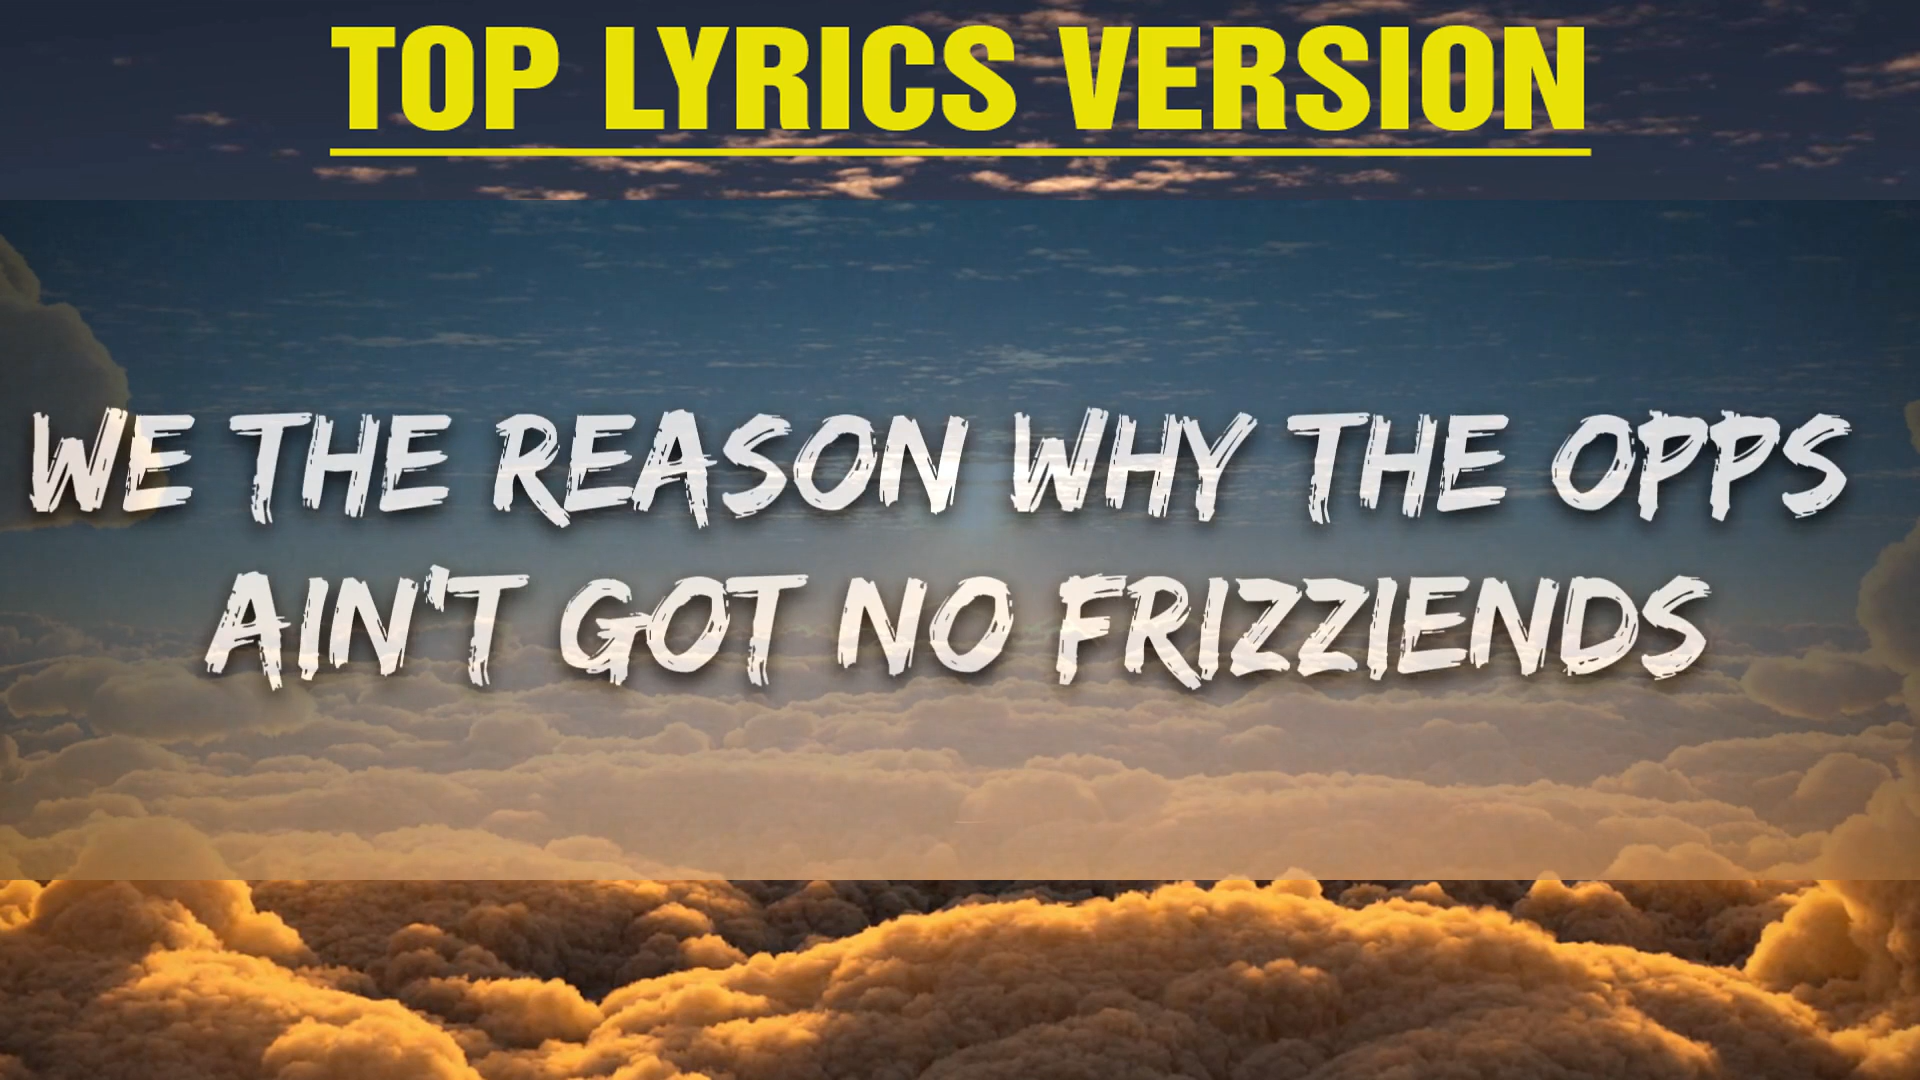 TOP LYRICS VERSION
WE THE REASON WHY THE OPPS
AIN'T GOT NO FRIZZIENDS